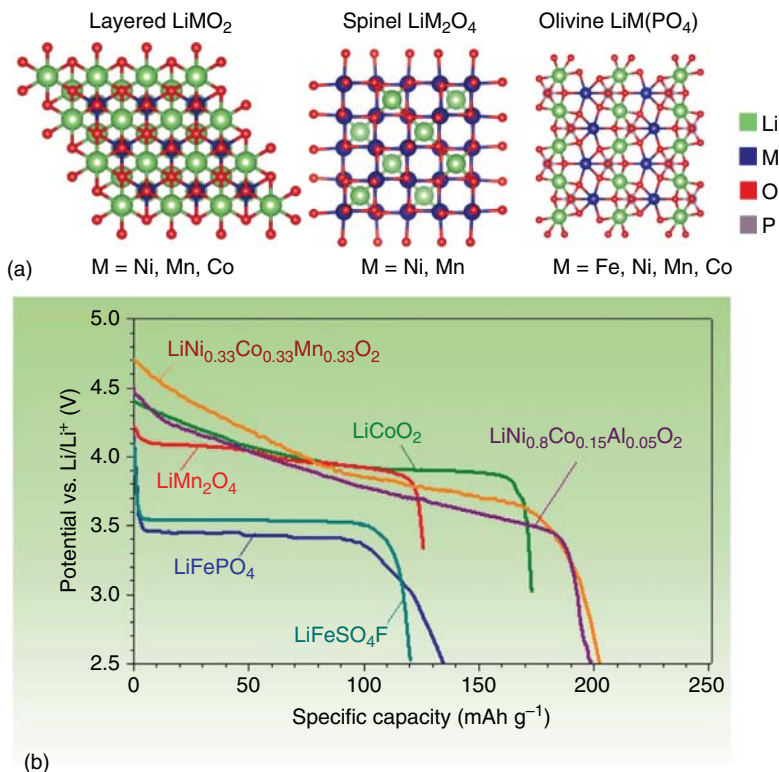 Layered LiMO₂
Spinel LiM₂O₄
Olivine LiM(PO₄)
Li
M
O
P
(a)
M = Ni, Mn, Co
M = Ni, Mn
M = Fe, Ni, Mn, Co
5.0
4.5
4.0
3.5
3.0
2.5
Potential vs. Li/Li⁺ (V)
LiNi₀.₃₃Co₀.₃₃Mn₀.₃₃O₂
LiCoO₂
LiNi₀.₈Co₀.₁₅Al₀.₀₅O₂
LiMn₂O₄
LiFePO₄
LiFeSO₄F
0
50
100
150
200
250
Specific capacity (mAh g⁻¹)
(b)